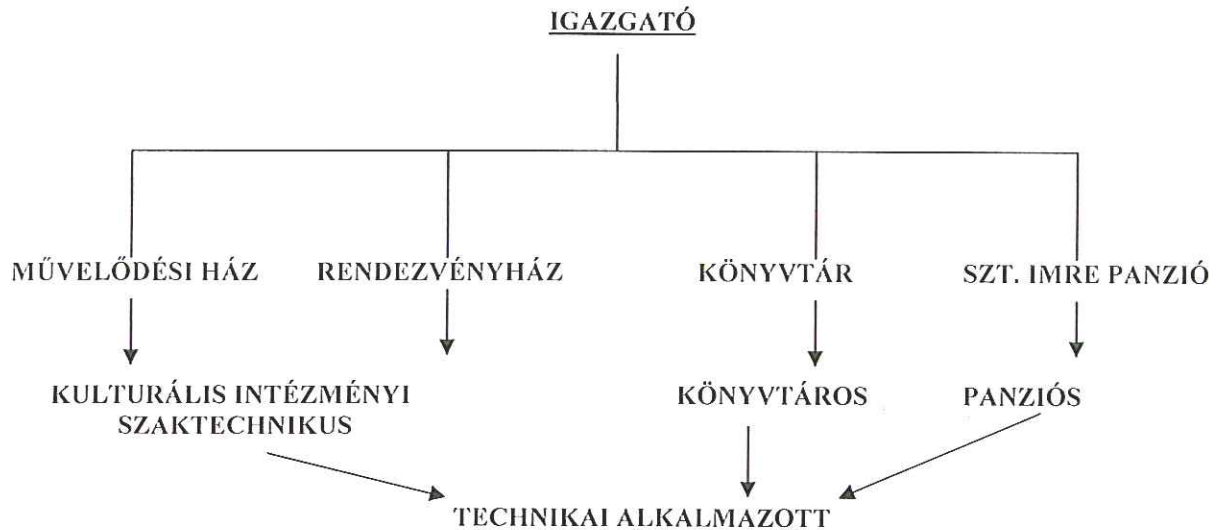 IGAZGATÓ
MŰVELŐDÉSI HÁZ RENDEZVÉNYHÁZ KÖNYVTÁR SZT. IMRE PANZIÓ
KULTURÁLIS INTÉZMÉNYI SZAKTECHNIKUS KÖNYVTÁROS PANZIÓS
TECHNIKAI ALKALMAZOTT